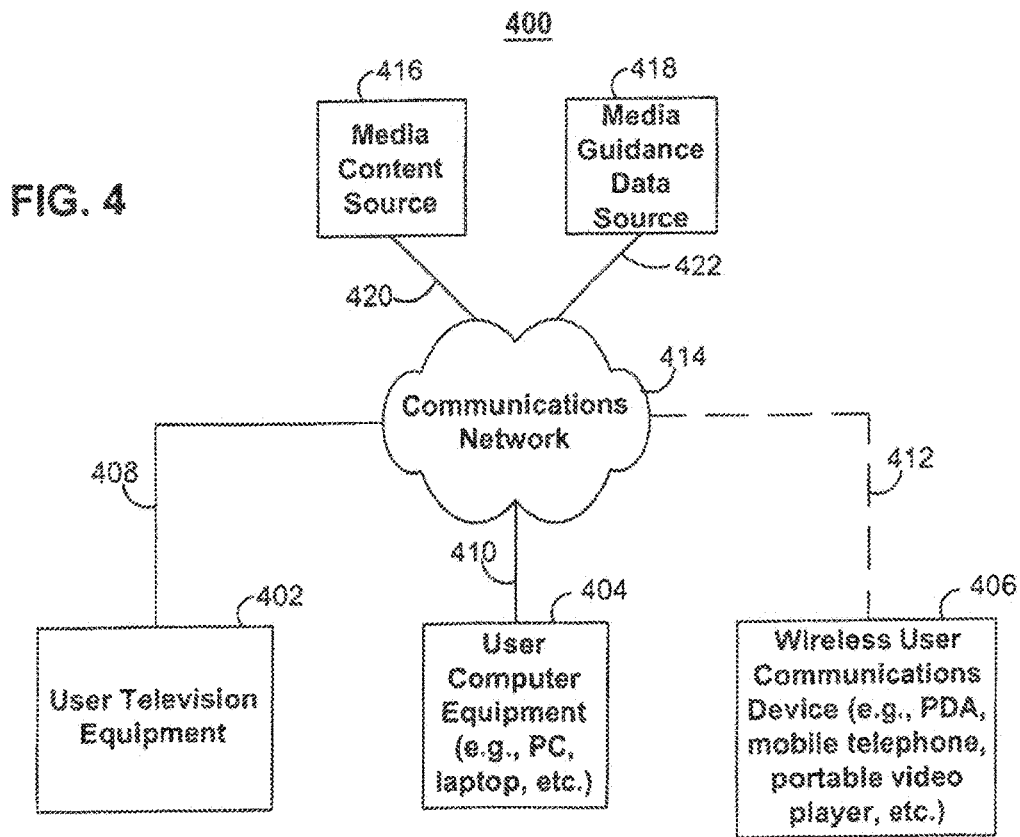 400
416
418
Media
Content
Source
Media
Guidance
Data
Source
FIG. 4
420
422
414
Communications
Network
408
412
410
402
404
406
User Television
Equipment
User
Computer
Equipment
(e.g., PC,
laptop, etc.)
Wireless User
Communications
Device (e.g., PDA,
mobile telephone,
portable video
player, etc.)